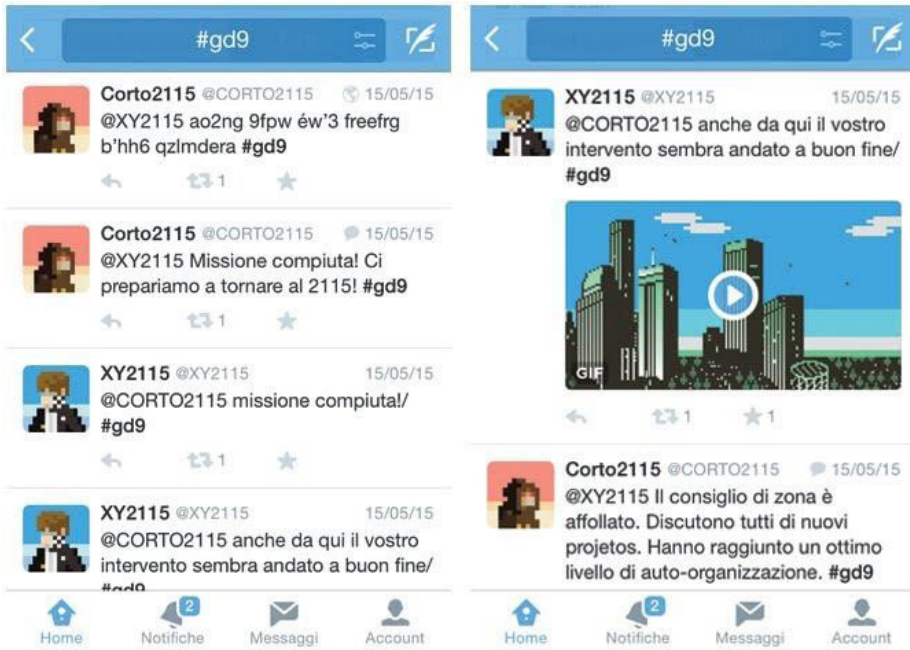 #gd9
Corto2115 @CORTO2115 15/05/15
@XY2115 ao2ng 9fpw éw'3 freefrg
b'hh6 qzlmdera #gd9
1
Corto2115 @CORTO2115 15/05/15
@XY2115 Missione compiuta! Ci
prepariamo a tornare al 2115! #gd9
1
XY2115 @XY2115 15/05/15
@CORTO2115 missione compiuta!/
#gd9
1
XY2115 @XY2115 15/05/15
@CORTO2115 anche da qui il vostro
intervento sembra andato a buon fine/
#gd9
2
Home Notifiche Messaggi Account
#gd9
XY2115 @XY2115 15/05/15
@CORTO2115 anche da qui il vostro
intervento sembra andato a buon fine/
#gd9
GIF
1 1
Corto2115 @CORTO2115 15/05/15
@XY2115 Il consiglio di zona è
affollato. Discutono tutti di nuovi
projetos. Hanno raggiunto un ottimo
livello di auto-organizzazione. #gd9
2
Home Notifiche Messaggi Account